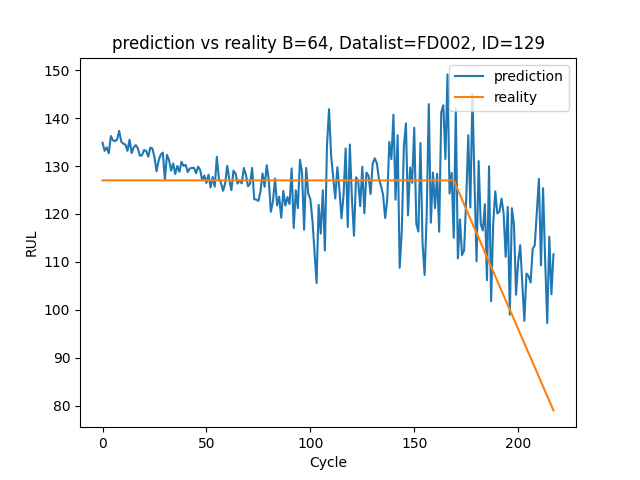 prediction vs reality B=64, Datalist=FD002, ID=129
prediction
reality
150
140
130
120
110
100
90
80
RUL
0
50
100
150
200
Cycle